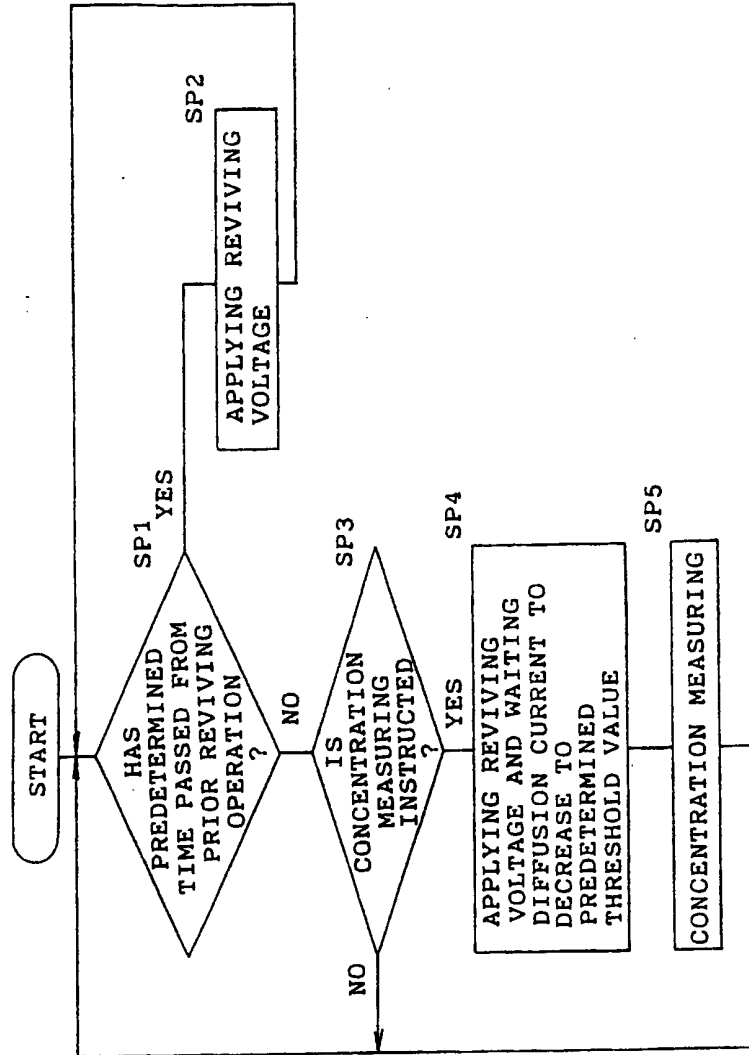 START
SP1
HAS
PREDETERMINED
TIME PASSED FROM
PRIOR REVIVING
OPERATION
?
YES
SP2
APPLYING REVIVING
VOLTAGE
NO
SP3
IS
CONCENTRATION
MEASURING
INSTRUCTED
?
NO
YES
SP4
APPLYING REVIVING
VOLTAGE AND WAITING
DIFFUSION CURRENT TO
DECREASE TO
PREDETERMINED
THRESHOLD VALUE
SP5
CONCENTRATION MEASURING